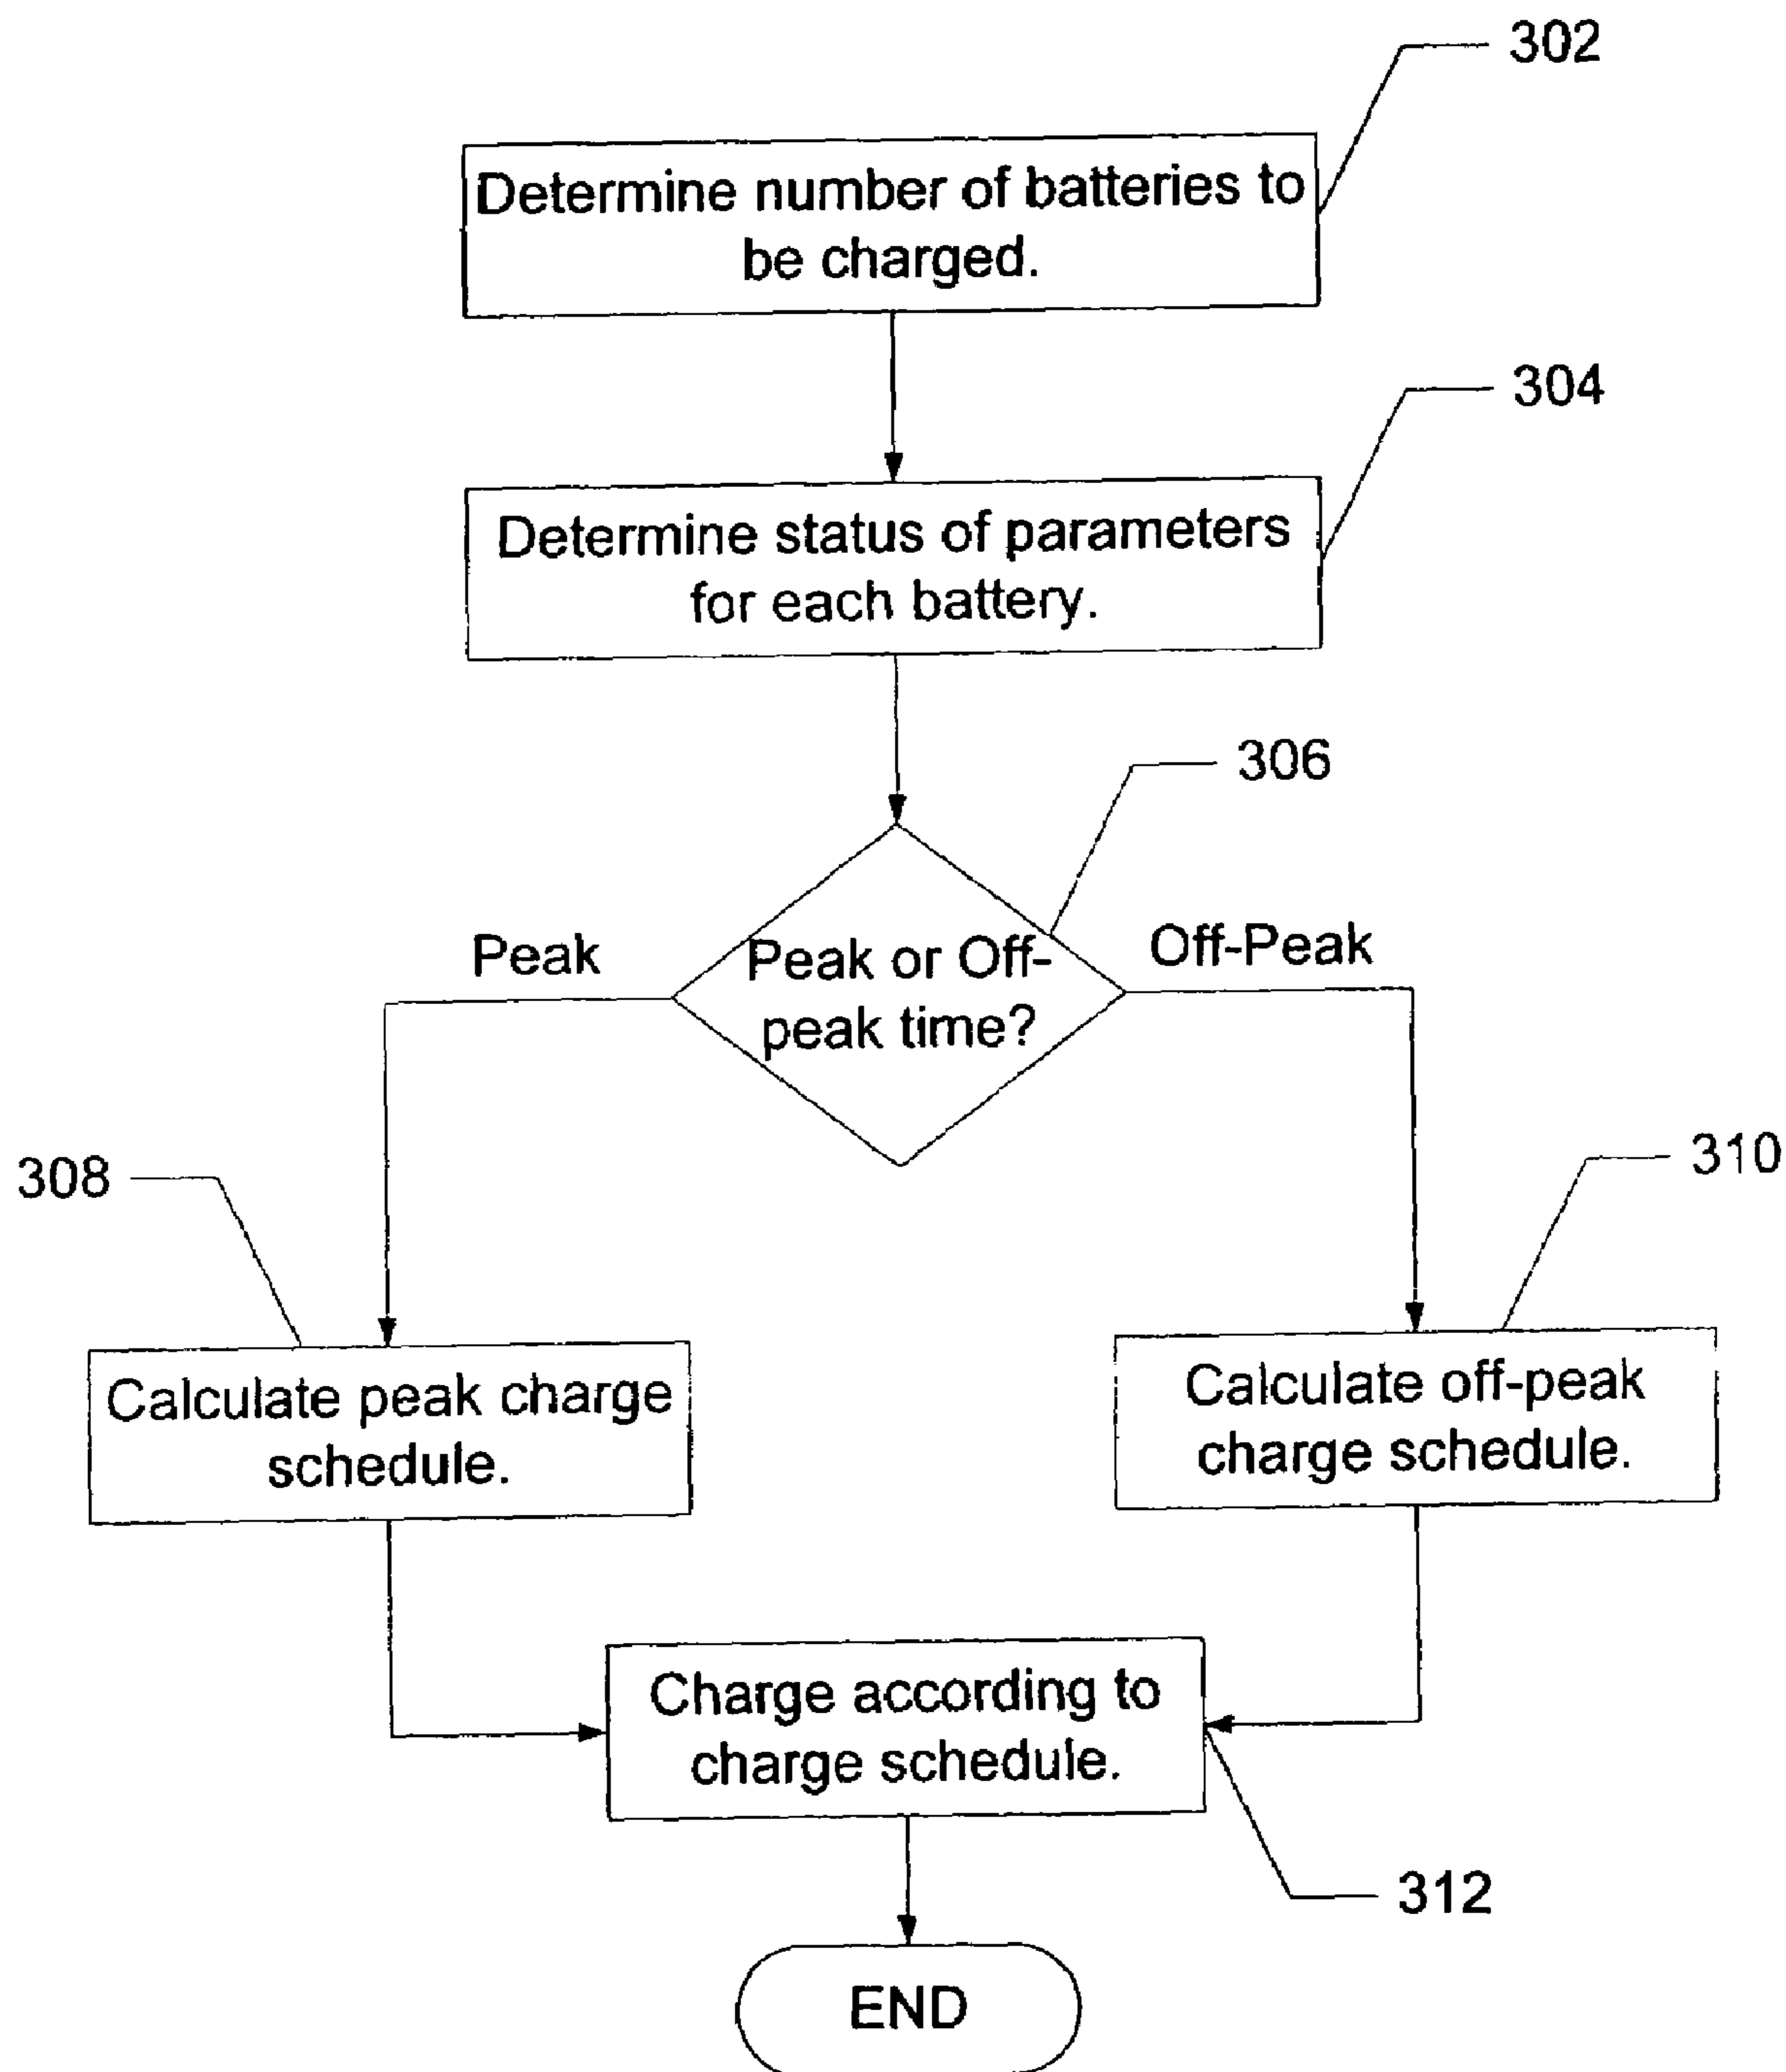 302
Determine number of batteries to
be charged.
304
Determine status of parameters
for each battery.
306
Peak
Peak or Off-
peak time?
Off-Peak
308
310
Calculate peak charge
schedule.
Calculate off-peak
charge schedule.
Charge according to
charge schedule.
312
END